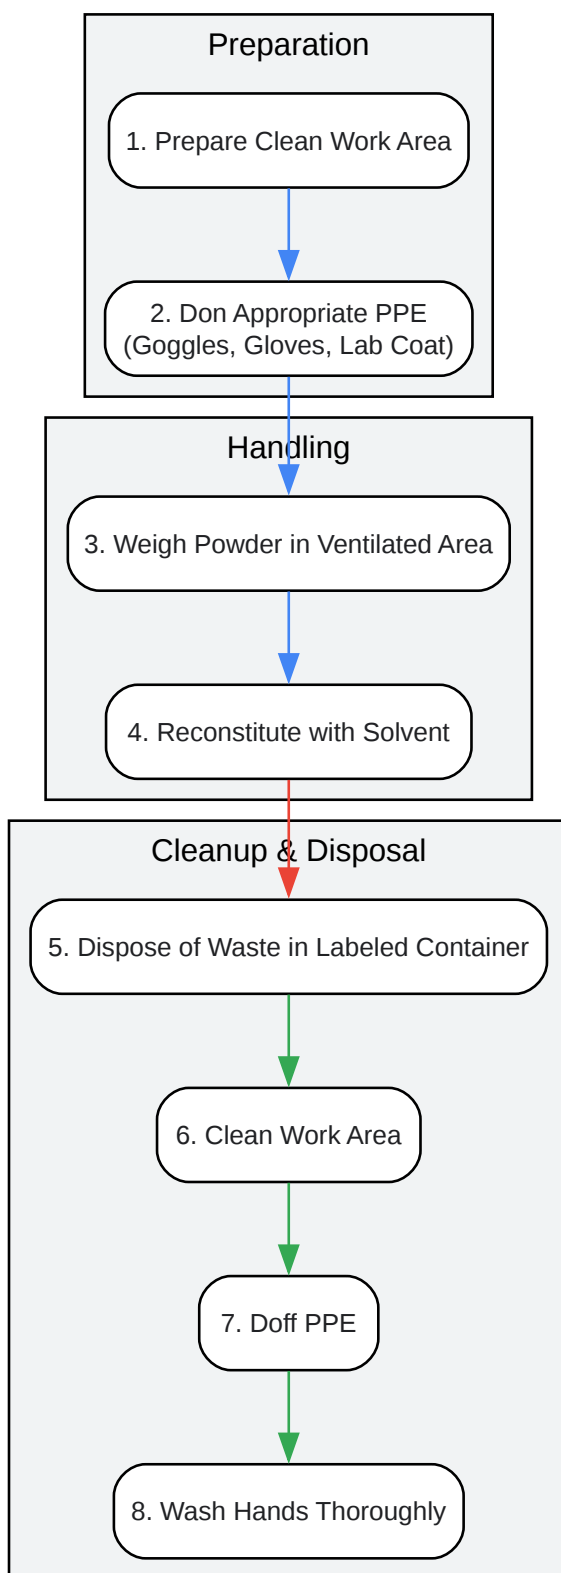 Preparation
1. Prepare Clean Work Area
2. Don Appropriate PPE
(Goggles, Gloves, Lab Coat)
Handling
3. Weigh Powder in Ventilated Area
4. Reconstitute with Solvent
Cleanup & Disposal
5. Dispose of Waste in Labeled Container
6. Clean Work Area
7. Doff PPE
8. Wash Hands Thoroughly